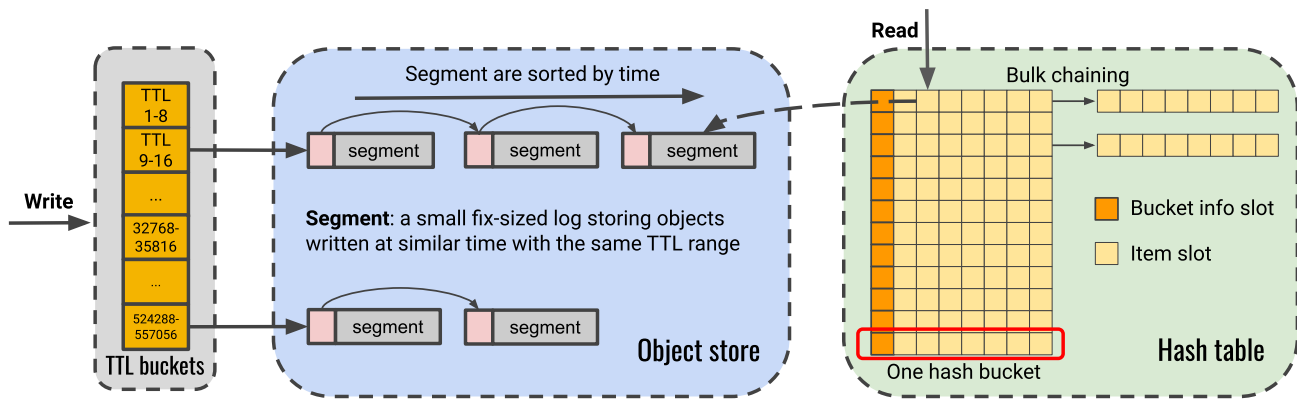 Write
TTL
1-8
TTL
9-16
...
32768-
35816
...
524288-
557056
TTL buckets
Segment are sorted by time
segment
segment
segment
Segment: a small fix-sized log storing objects
written at similar time with the same TTL range
segment
segment
Object store
Read
Bulk chaining
Bucket info slot
Item slot
One hash bucket
Hash table